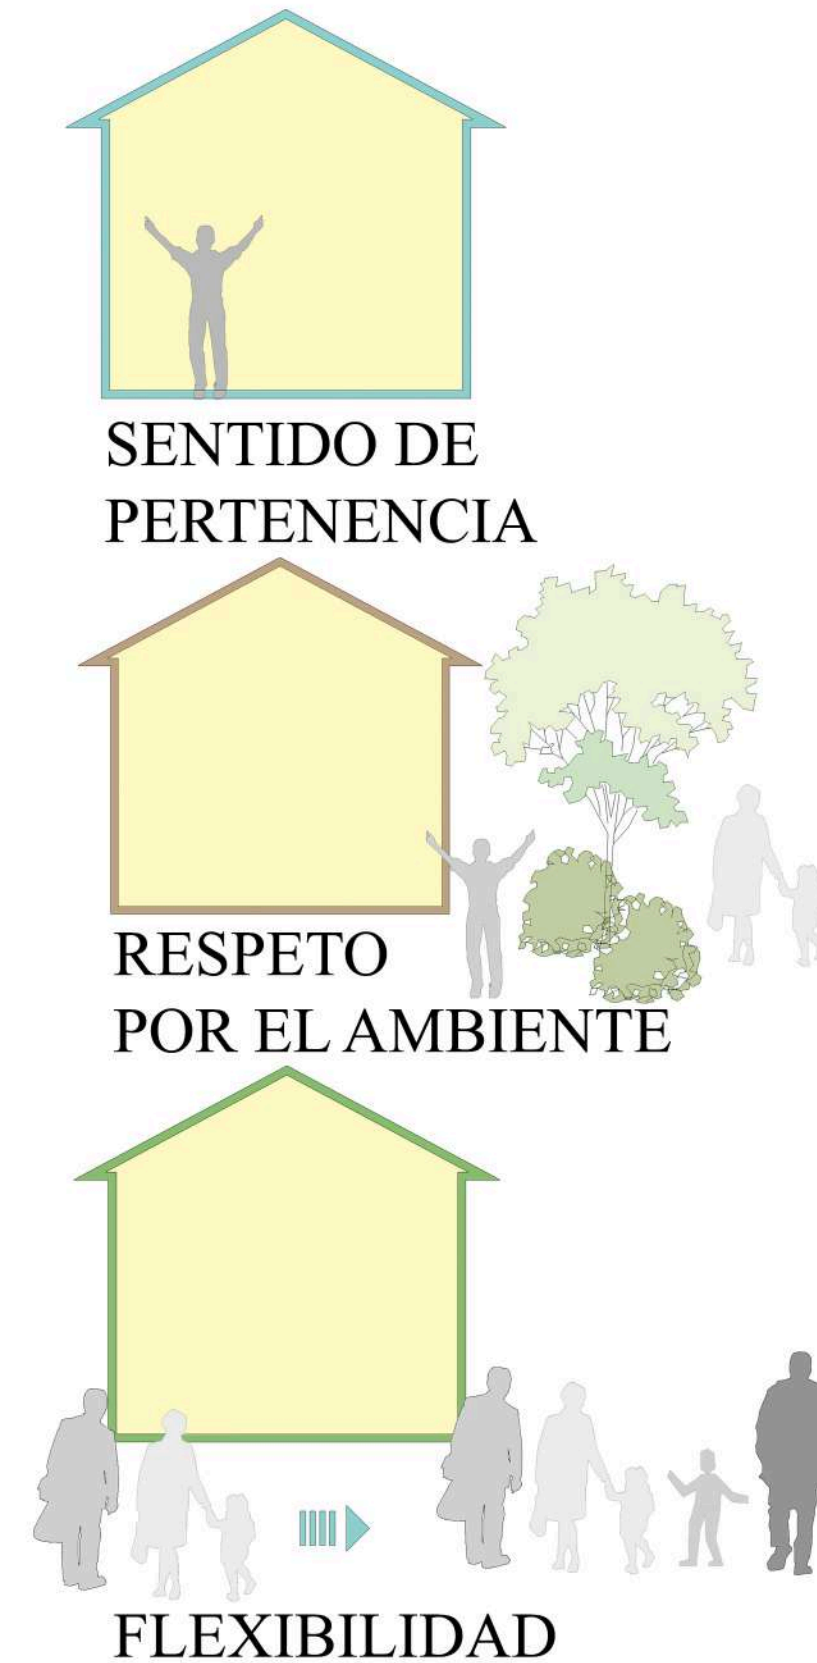 SENTIDO DE
PERTENENCIA
RESPETO
POR EL AMBIENTE
FLEXIBILIDAD